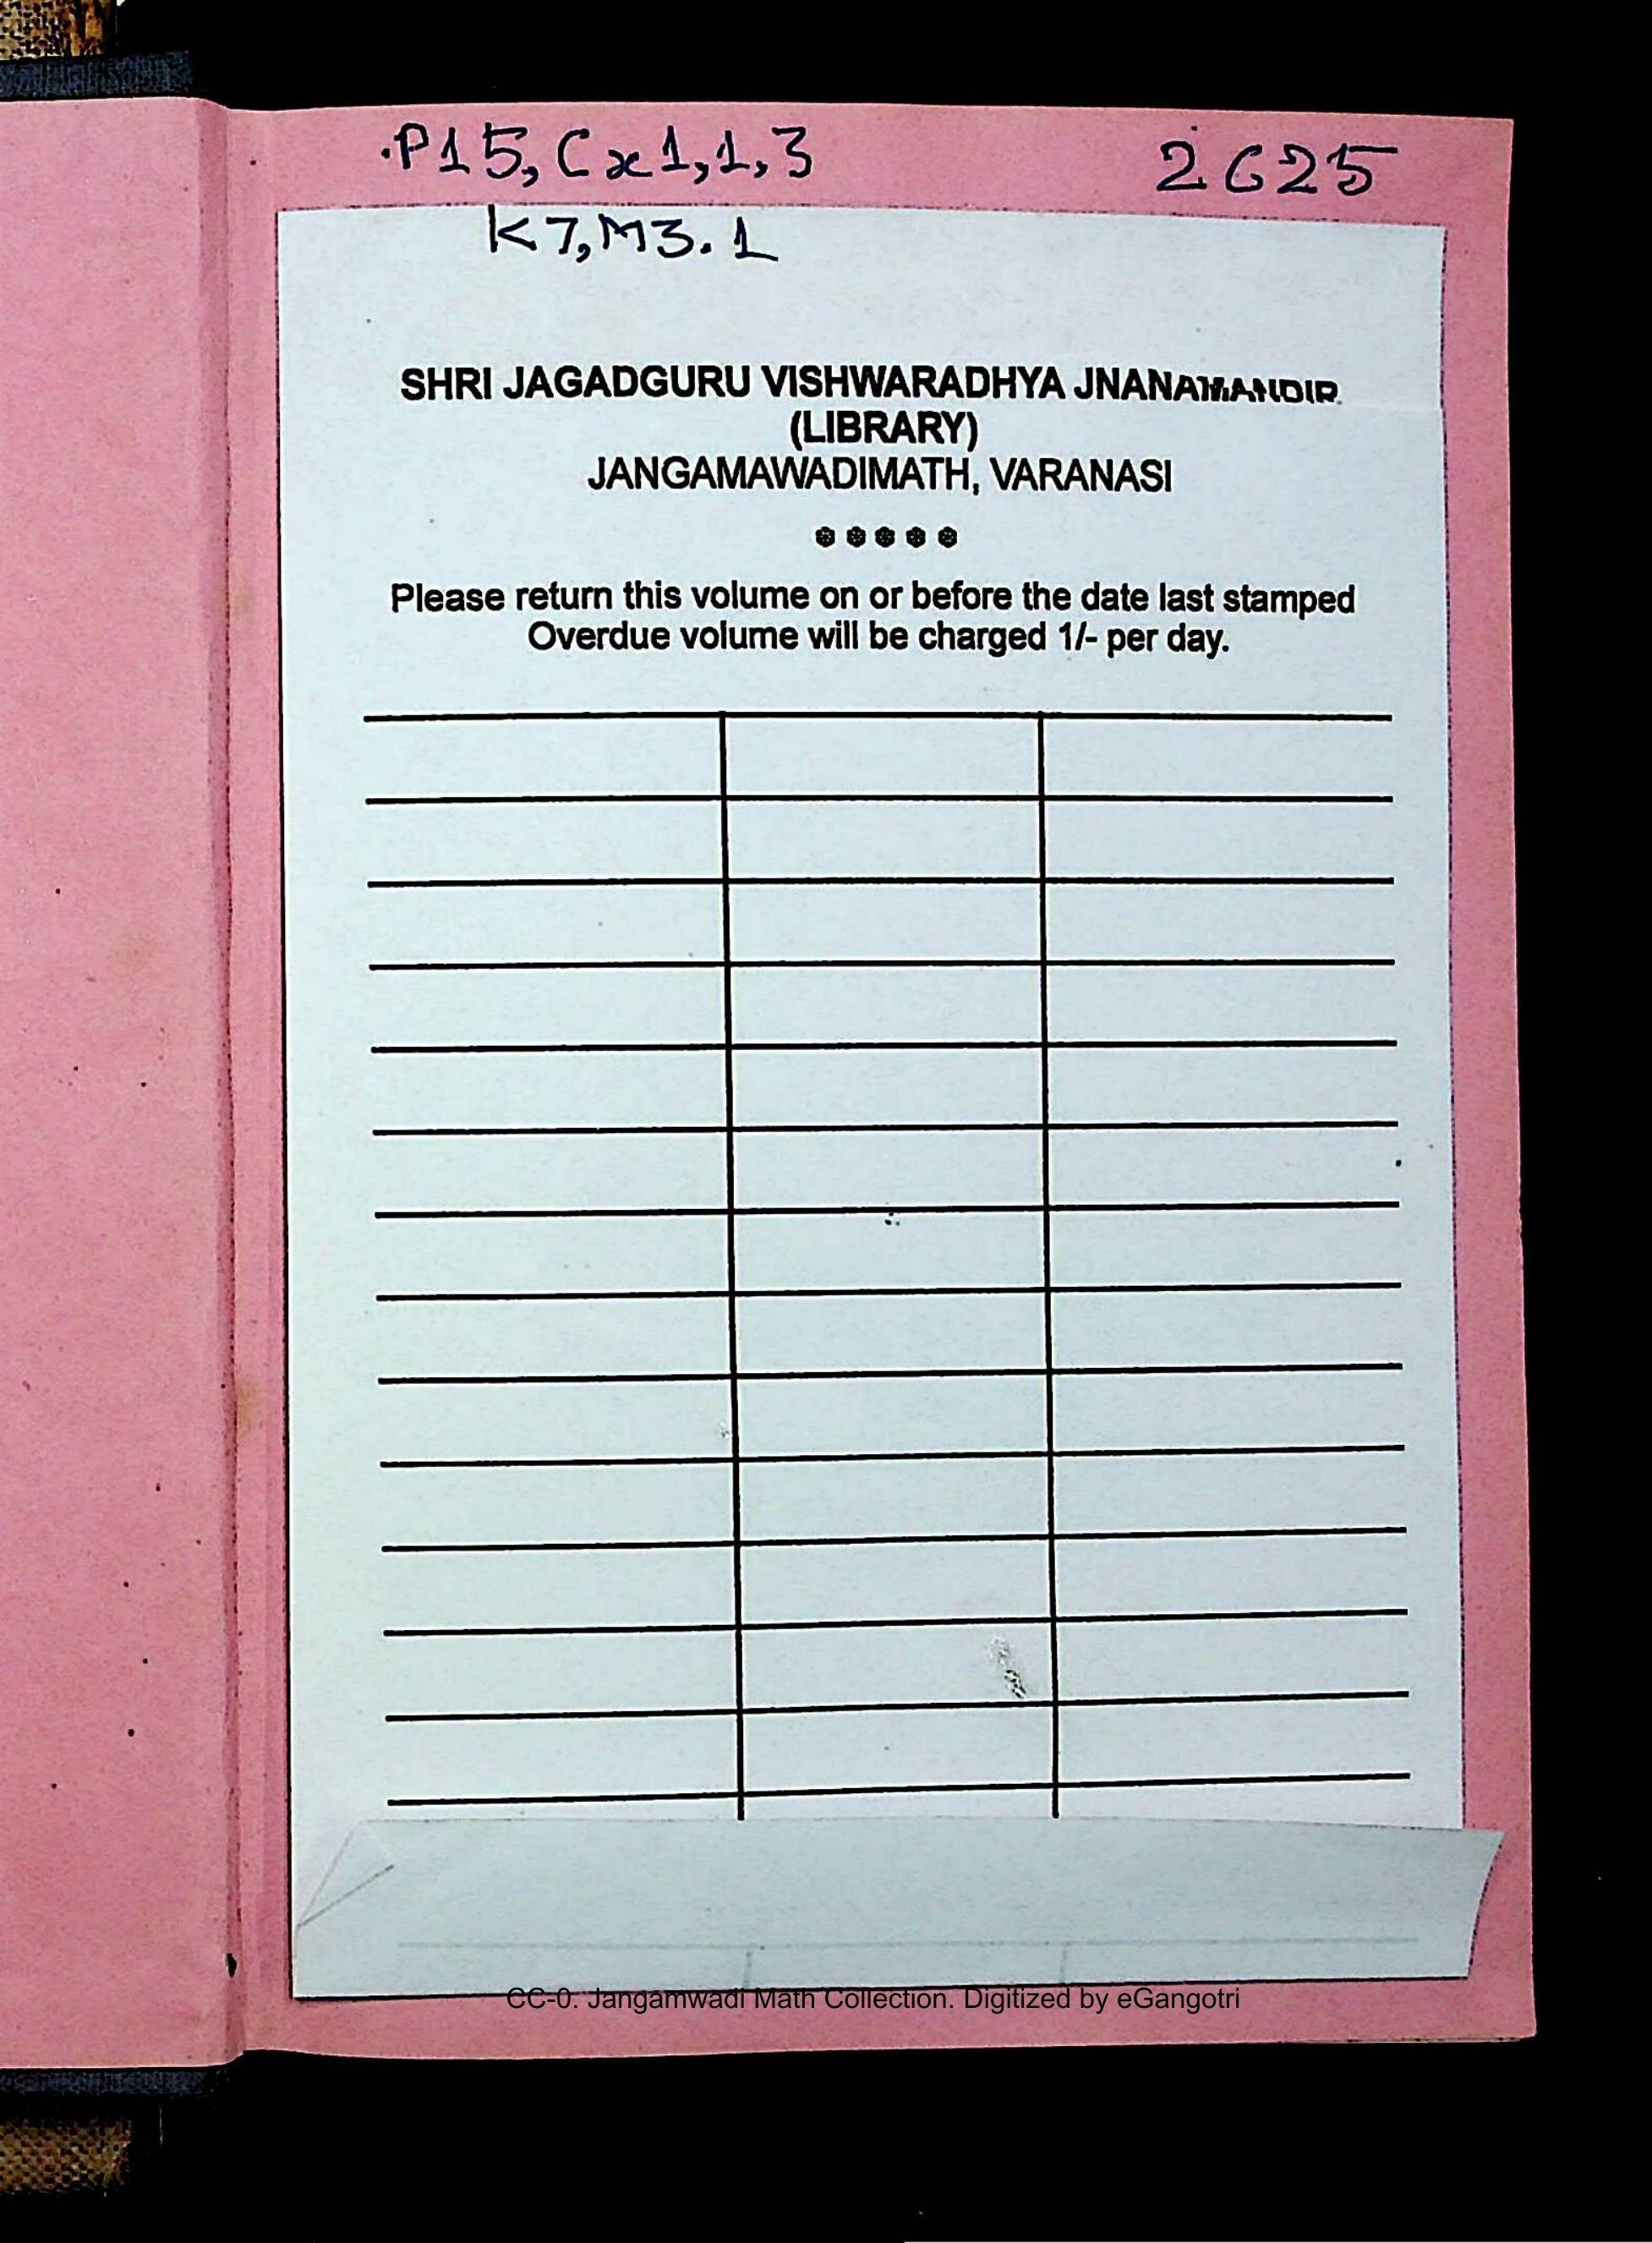 P15, Cx1,1,3 2625
K7,M3.1
SHRI JAGADGURU VISHWARADHYA JNANAMANDIR
(LIBRARY)
JANGAMAWADIMATH, VARANASI
Please return this volume on or before the date last stamped
Overdue volume will be charged 1/- per day.
CC-0. Jangamwadi Math Collection. Digitized by eGangotri